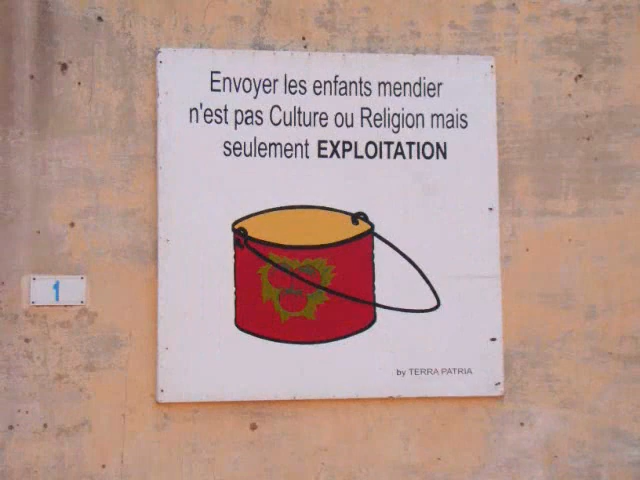 Envoyer les enfants mendier
n'est pas Culture ou Religion mais
seulement EXPLOITATION
1
by TERRA PATRIA